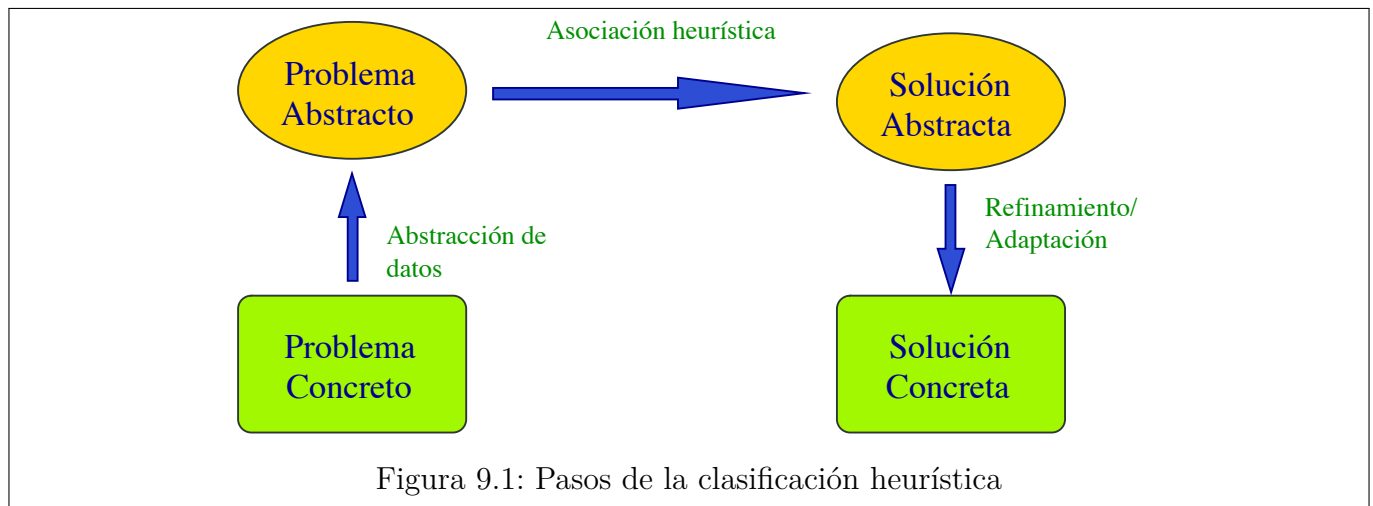 Asociación heurística
Problema
Abstracto
Solución
Abstracta
Abstracción de
datos
Refinamiento/
Adaptación
Problema
Concreto
Solución
Concreta
Figura 9.1: Pasos de la clasificación heurística